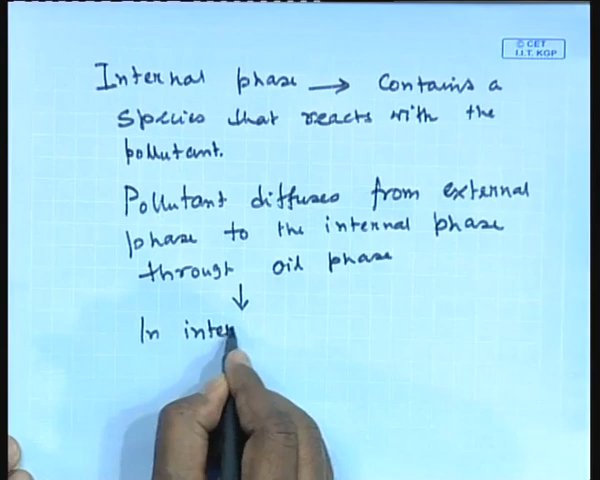 © CET
I.I.T. KGP
Internal phase → Contains a
species that reacts with the
pollutant.
Pollutant diffuses from external
phase to the internal phase
through oil phase
↓
In inter